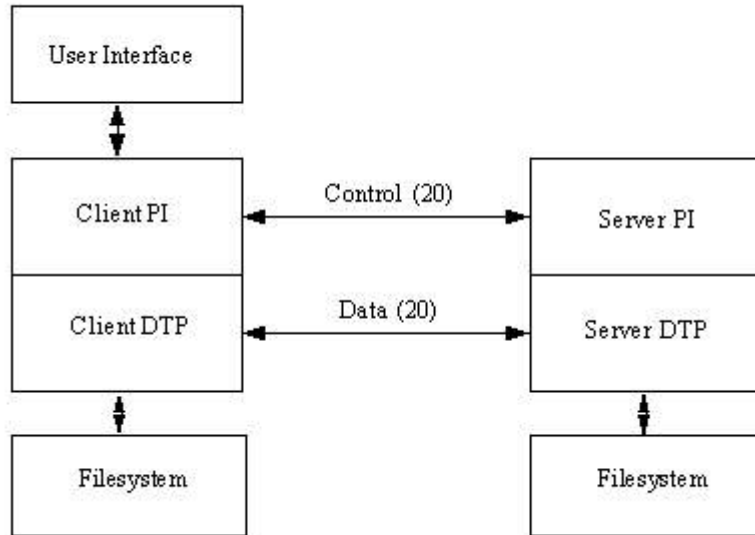 User Interface
Client PI
Control (20)
Server PI
Client DTP
Data (20)
Server DTP
Filesystem
Filesystem